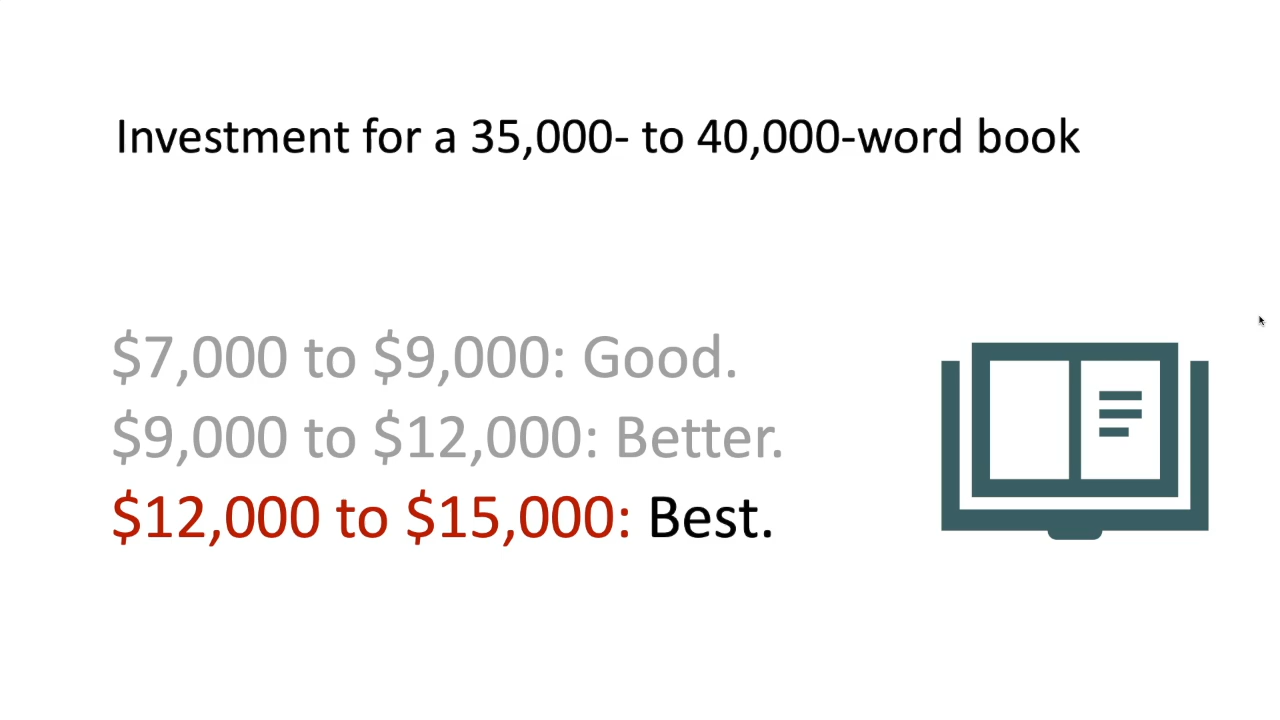 Investment for a 35,000- to 40,000-word book
$7,000 to $9,000: Good.
$9,000 to $12,000: Better.
$12,000 to $15,000: Best.